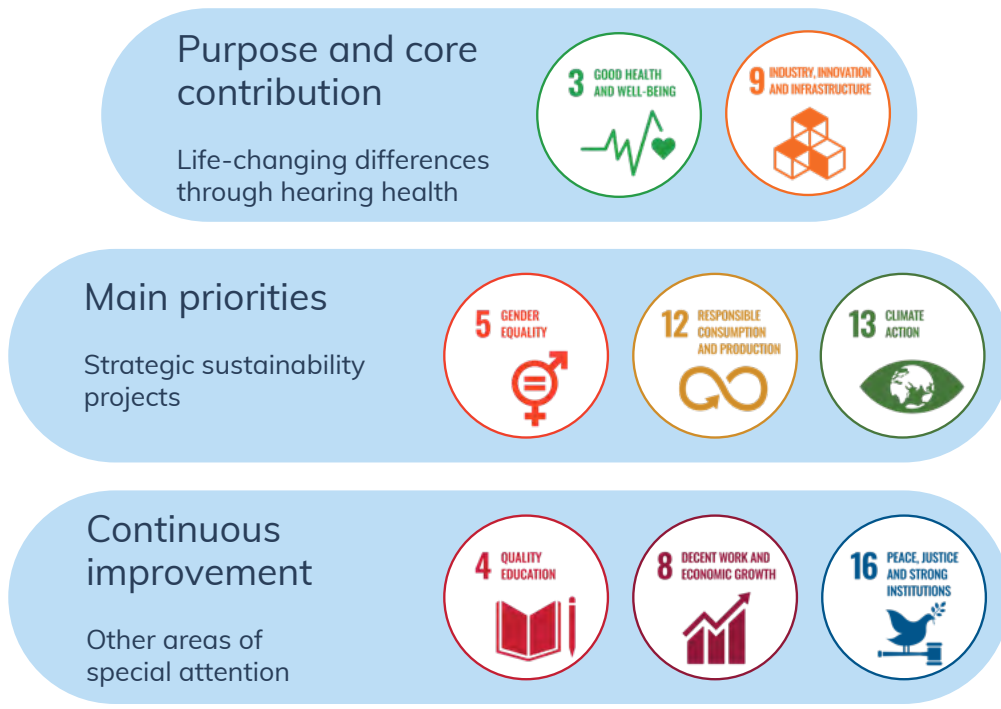 Purpose and core
contribution
Life-changing differences
through hearing health
3 GOOD HEALTH
AND WELL-BEING
9 INDUSTRY, INNOVATION
AND INFRASTRUCTURE
Main priorities
Strategic sustainability
projects
5 GENDER
EQUALITY
12 RESPONSIBLE
CONSUMPTION
AND PRODUCTION
13 CLIMATE
ACTION
Continuous
improvement
Other areas of
special attention
4 QUALITY
EDUCATION
8 DECENT WORK AND
ECONOMIC GROWTH
16 PEACE, JUSTICE
AND STRONG
INSTITUTIONS